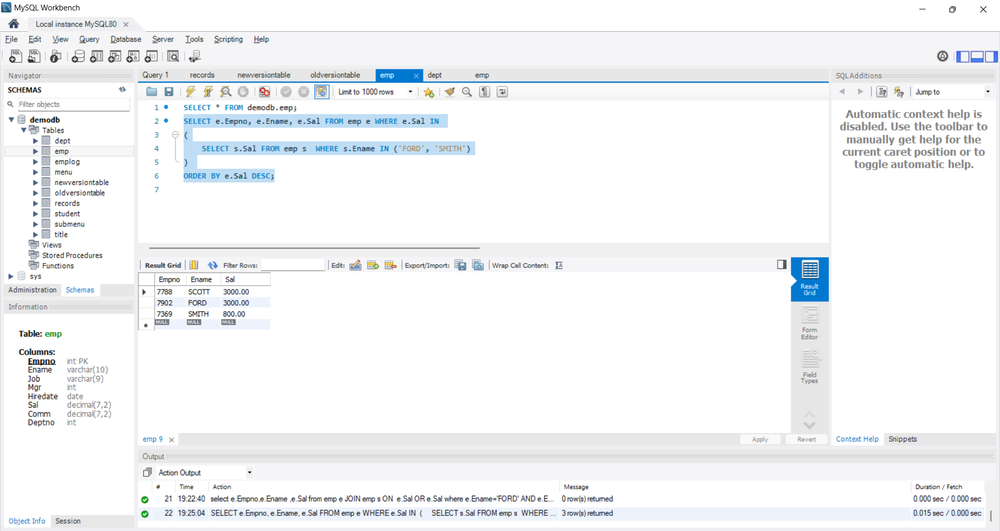 MySQL Workbench
Local instance MySQL80
File Edit View Query Database Server Tools Scripting Help
Navigator
SCHEMAS
Filter objects
demodb
Tables
dept
emp
emplog
menu
newversiontable
oldversiontable
records
student
submenu
title
Views
Stored Procedures
Functions
sys
Administration Schemas
Information
Table: emp
Columns:
Empno int PK
Ename varchar(10)
Job varchar(9)
Mgr int
Hiredate date
Sal decimal(7,2)
Comm decimal(7,2)
Deptno int
Object Info Session
Query 1 records newversiontable oldversiontable emp dept emp
Limit to 1000 rows
1 SELECT * FROM demodb.emp;
2 SELECT e.Empno, e.Ename, e.Sal FROM emp e WHERE e.Sal IN
3 (
4 SELECT s.Sal FROM emp s WHERE s.Ename IN ('FORD', 'SMITH')
5 )
6 ORDER BY e.Sal DESC;
7
Result Grid Filter Rows: Edit: Export/Import: Wrap Cell Content:
Empno Ename Sal
7788 SCOTT 3000.00
7902 FORD 3000.00
7369 SMITH 800.00
NULL NULL NULL
Result
Grid
Form
Editor
Field
Types
emp 9 Apply Revert
SQLAdditions
Jump to
Automatic context help is
disabled. Use the toolbar to
manually get help for the
current caret position or to
toggle automatic help.
Context Help Snippets
Output
Action Output
# Time Action Message Duration / Fetch
21 19:22:40 select e.Empno,e.Ename ,e.Sal from emp e JOIN emp s ON e.Sal OR e.Sal where e.Ename='FORD' AND e.E... 0 row(s) returned 0.000 sec / 0.000 sec
22 19:25:04 SELECT e.Empno, e.Ename, e.Sal FROM emp e WHERE e.Sal IN ( SELECT s.Sal FROM emp s WHERE ... 3 row(s) returned 0.015 sec / 0.000 sec